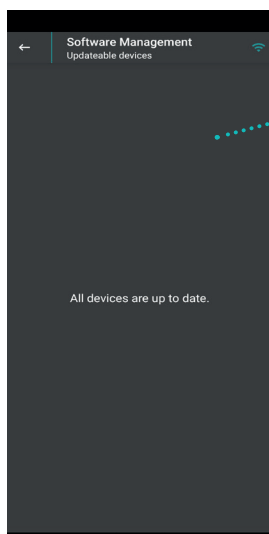 Software Management
Updateable devices
All devices are up to date.